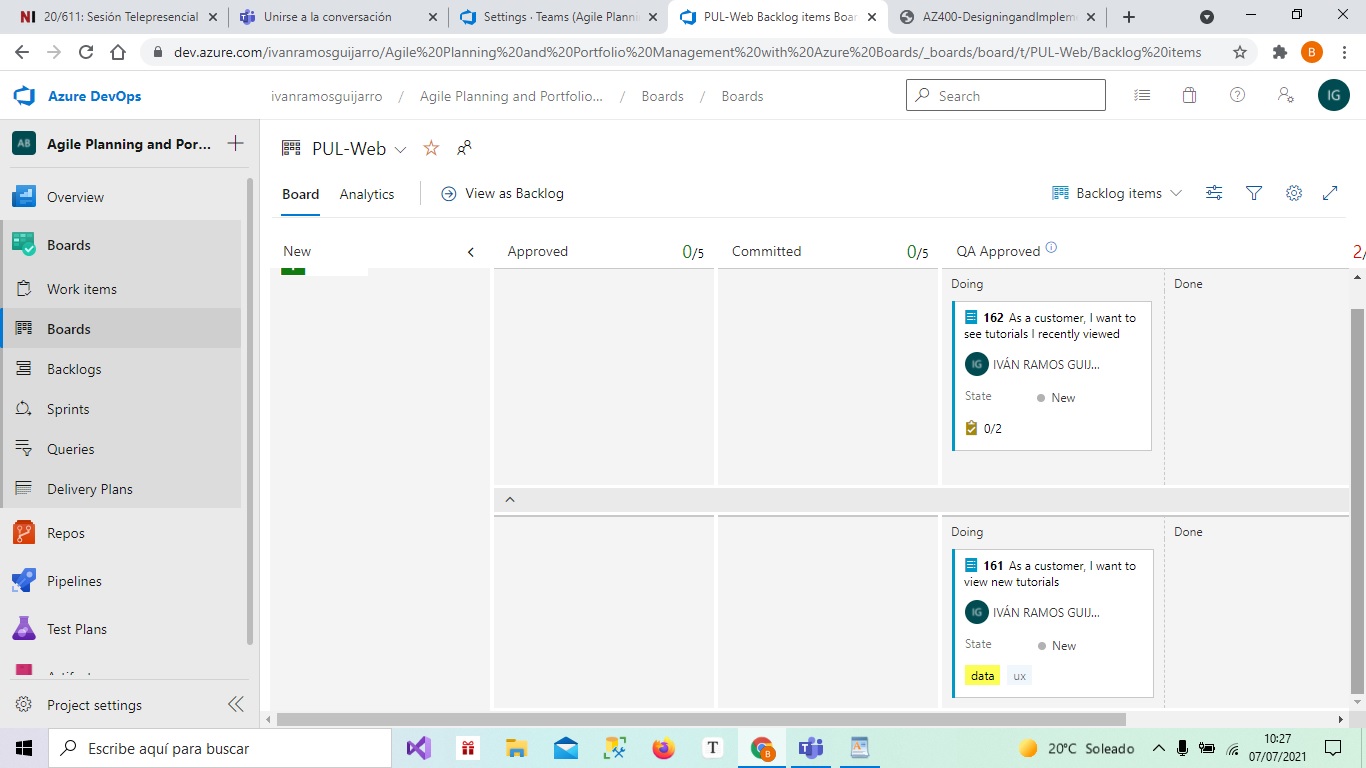 20/611: Sesión Telepresencial
Unirse a la conversación
Settings · Teams (Agile Planni
PUL-Web Backlog items Boar
AZ400-DesigningandImplem
dev.azure.com/ivanramosguijarro/Agile%20Planning%20and%20Portfolio%20Management%20with%20Azure%20Boards/_boards/board/t/PUL-Web/Backlog%20items
B
Azure DevOps
ivanramosguijarro / Agile Planning and Portfolio... / Boards / Boards
Search
IG
AB Agile Planning and Por...
PUL-Web
Overview
Board Analytics View as Backlog
Backlog items
Boards
New
Approved 0/5
Committed 0/5
QA Approved 2/
Work items
Boards
Backlogs
Sprints
Queries
Delivery Plans
Repos
Pipelines
Test Plans
Project settings
Doing Done
162 As a customer, I want to
see tutorials I recently viewed
IG IVÁN RAMOS GUIJ...
State New
0/2
Doing Done
161 As a customer, I want to
view new tutorials
IG IVÁN RAMOS GUIJ...
State New
data ux
Escribe aquí para buscar
T
B
20°C Soleado
10:27
07/07/2021